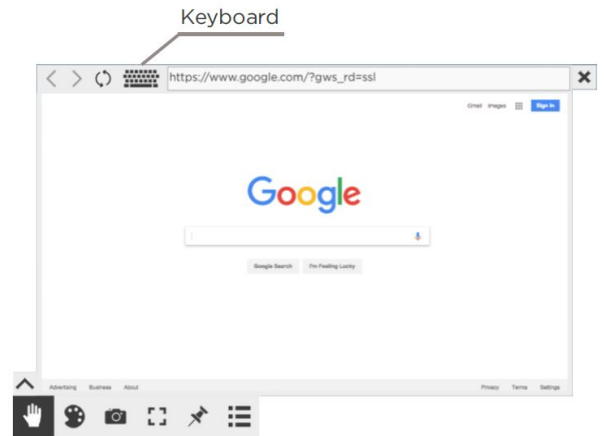 Keyboard
https://www.google.com/?gws_rd=ssl
Gmail Images Sign in
Google
Google Search I'm Feeling Lucky
Advertising Business About Privacy Terms Settings